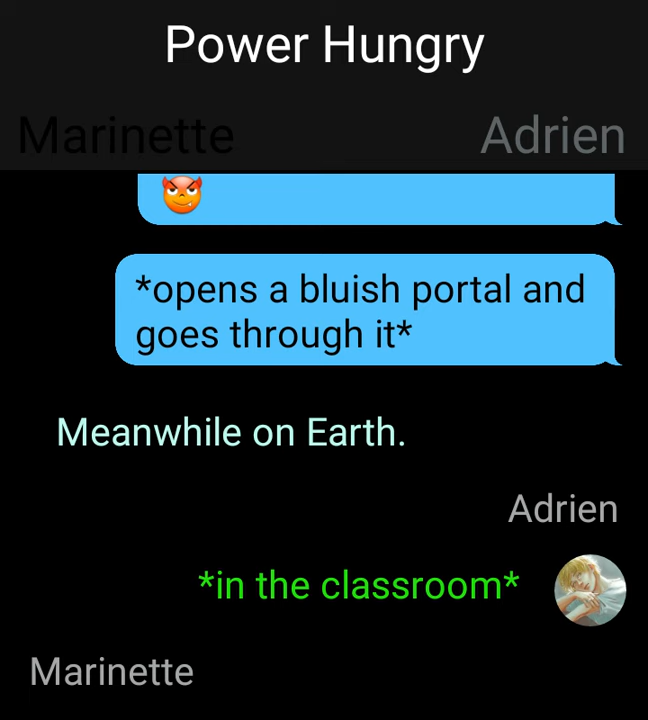 Power Hungry
Marinette Adrien
*opens a bluish portal and
goes through it*
Meanwhile on Earth.
Adrien
*in the classroom*
Marinette